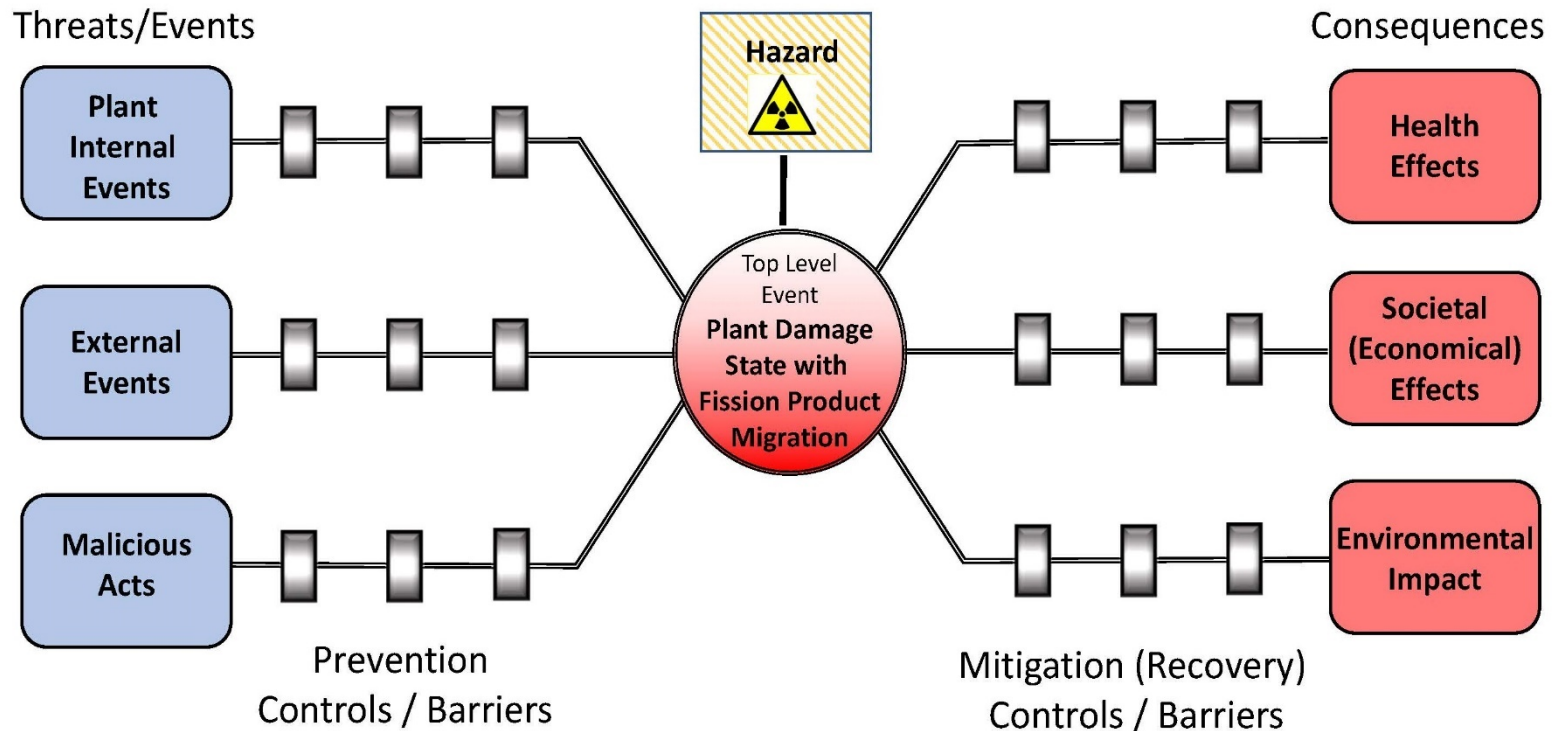 Threats/Events
Plant
Internal
Events
External
Events
Malicious
Acts
Prevention
Controls / Barriers
Hazard
Top Level
Event
Plant Damage
State with
Fission Product
Migration
Consequences
Health
Effects
Societal
(Economical)
Effects
Environmental
Impact
Mitigation (Recovery)
Controls / Barriers